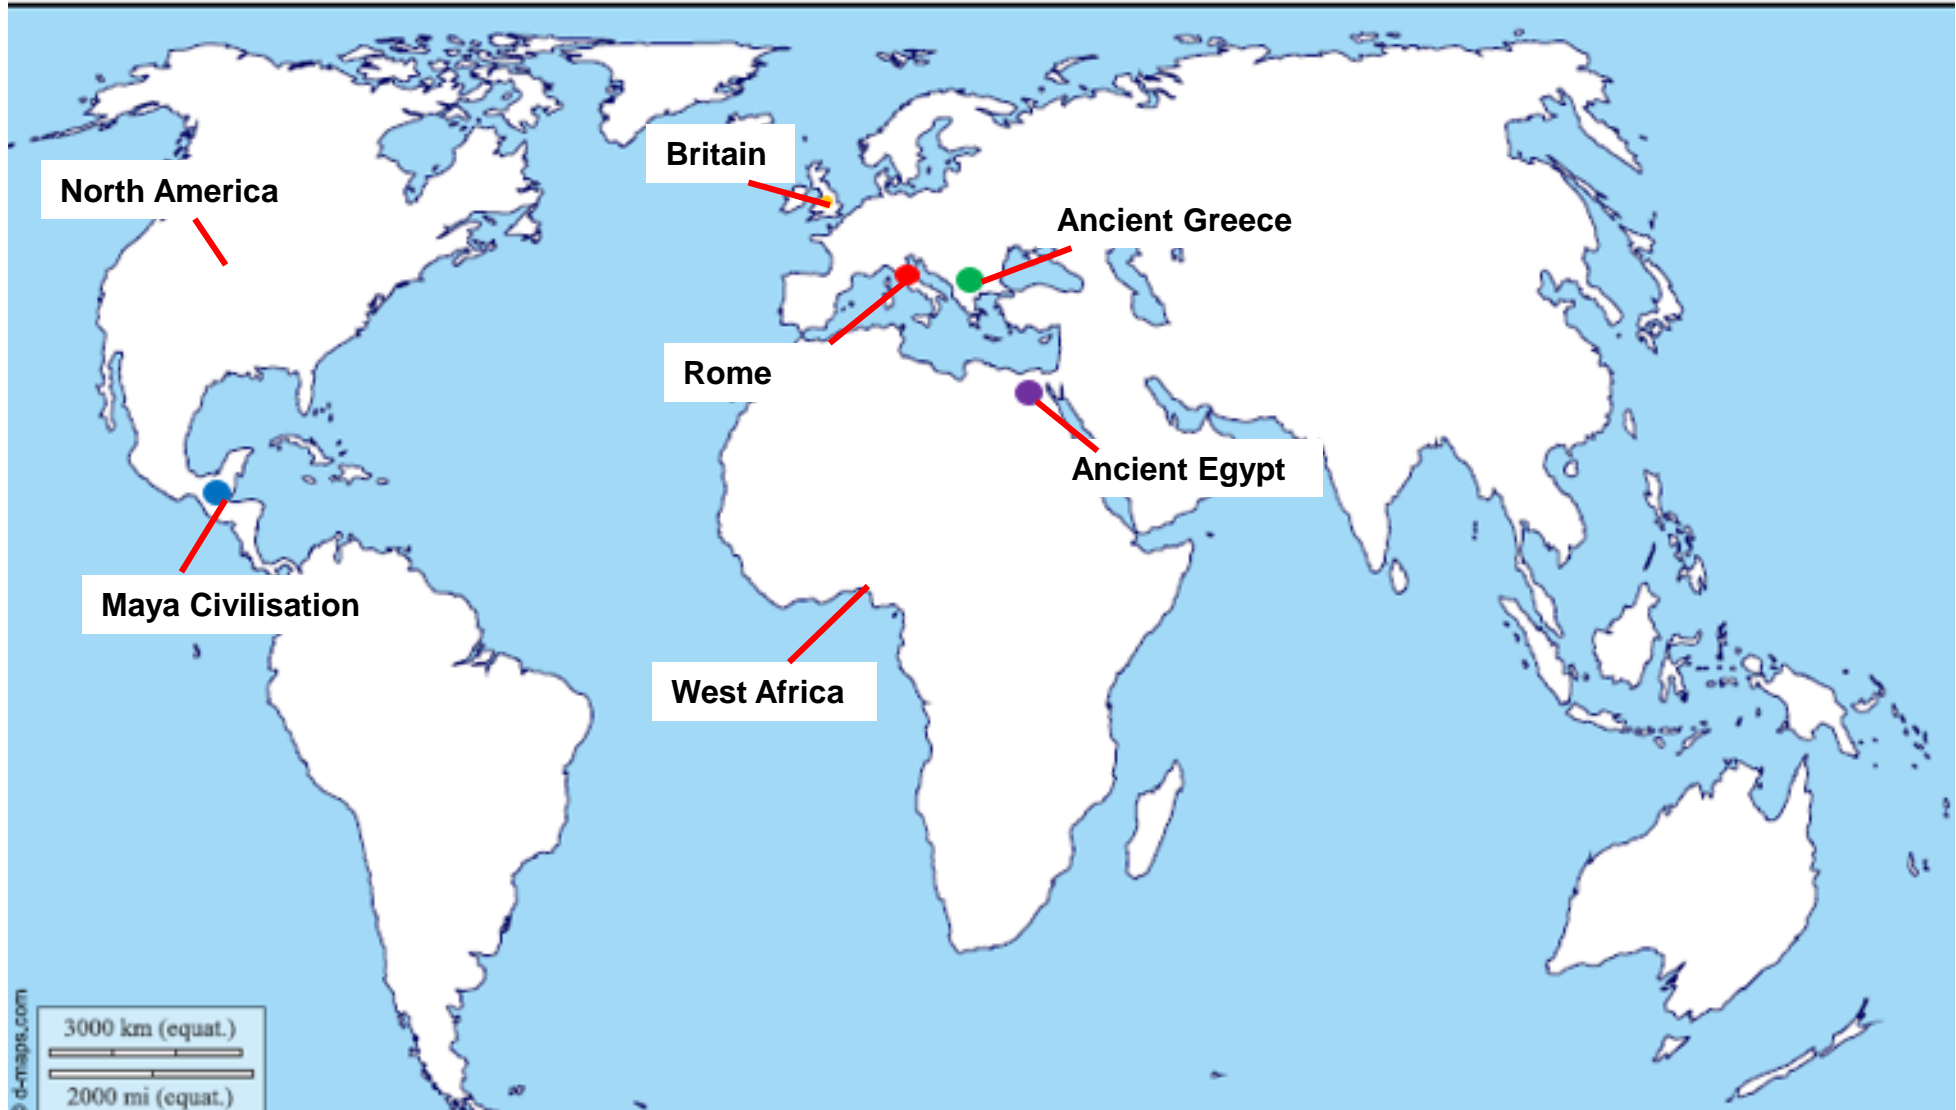 Britain
North America
Ancient Greece
Rome
Ancient Egypt
Maya Civilisation
West Africa
3000 km (equat.)
2000 mi (equat.)
© d-maps.com